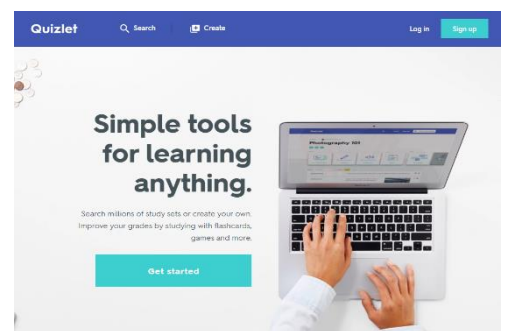 Quizlet
Search
Create
Log in
Sign up
Simple tools
for learning
anything.
Search millions of study sets or create your own.
Improve your grades by studying with flashcards,
games and more.
Get started
Photography 101